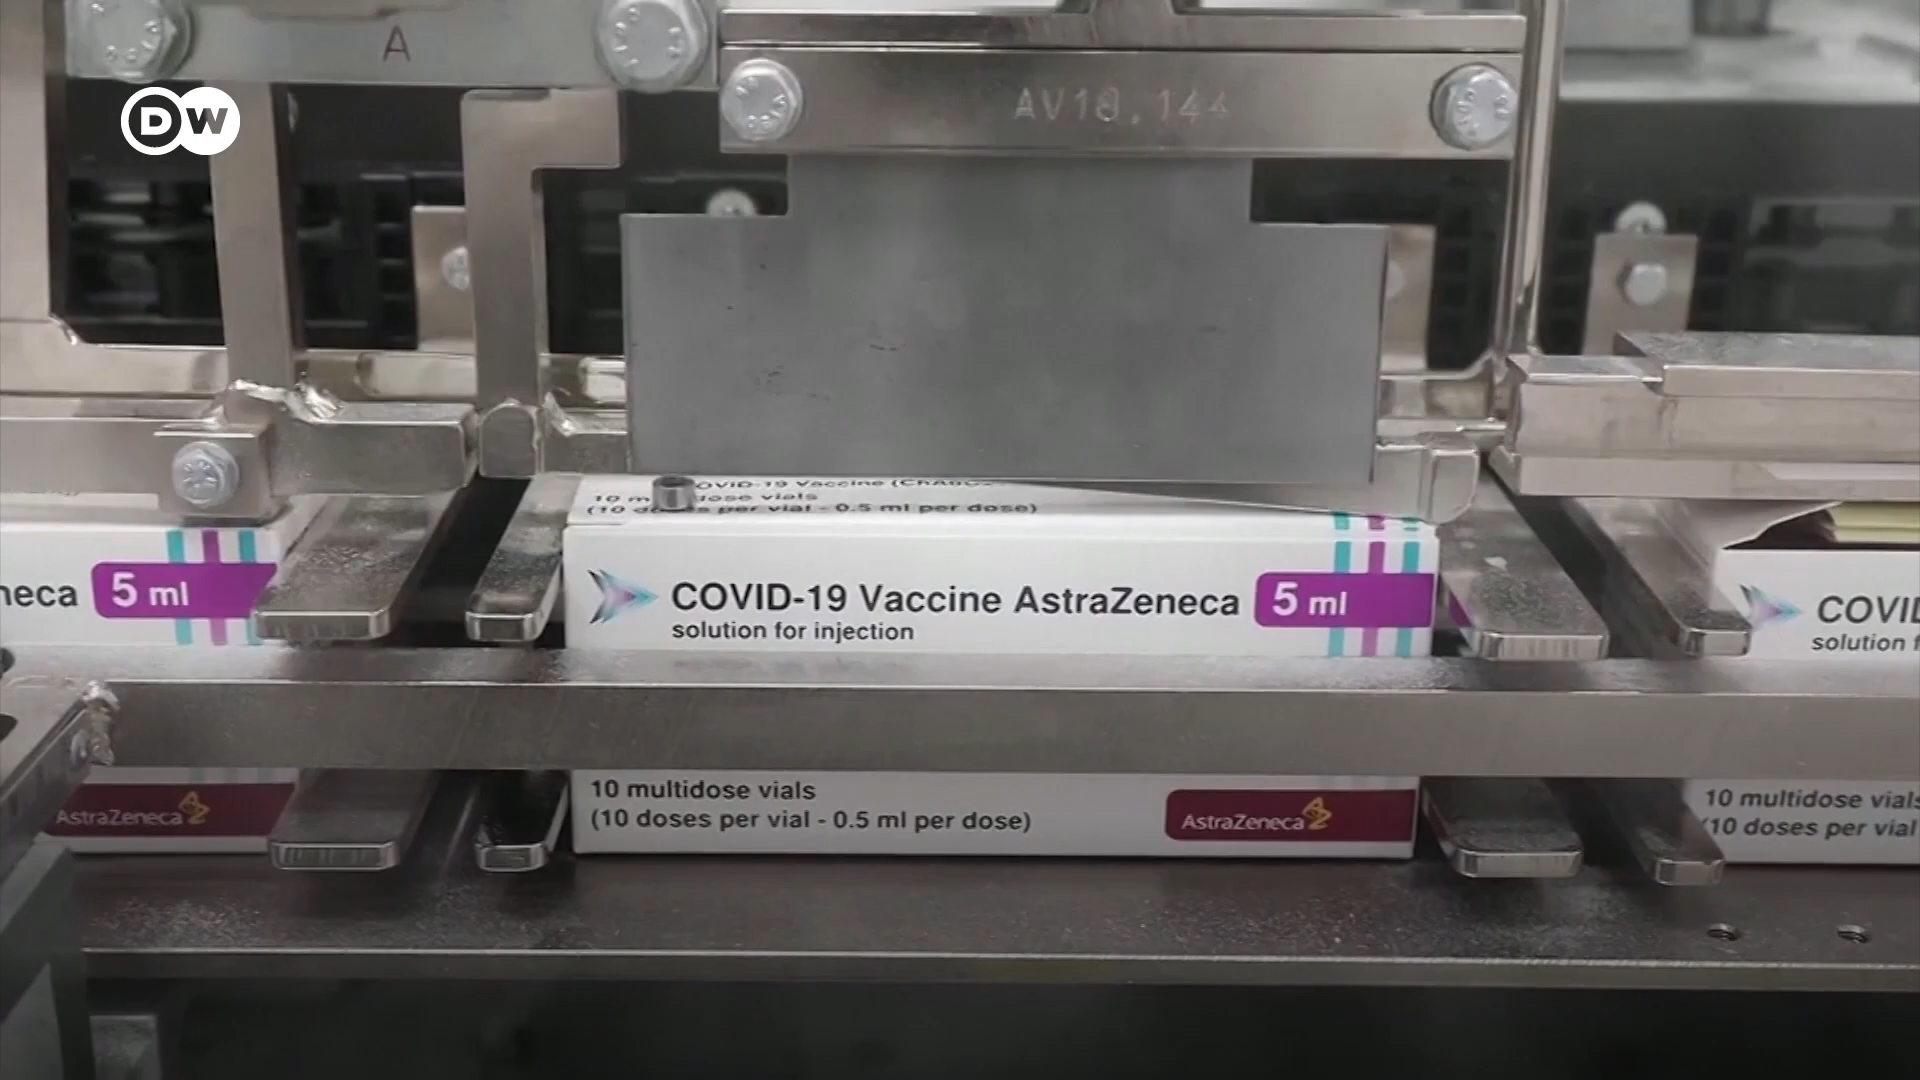 A
DW
AV18.144
COVID-19 Vaccine
10 m dose vials
(10 doses per vial - 0.5 ml per dose)
neca 5 ml
COVID-19 Vaccine AstraZeneca 5 ml
solution for injection
COVID
solution f
AstraZeneca
10 multidose vials
(10 doses per vial - 0.5 ml per dose)
AstraZeneca
10 multidose vials
(10 doses per vial